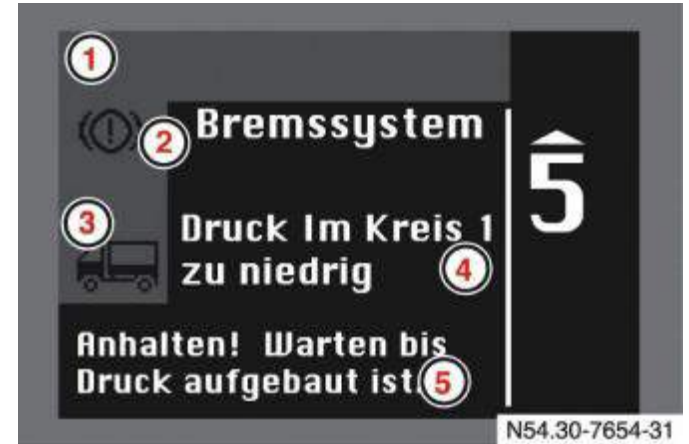 1
2
Bremssystem
5
3
Druck Im Kreis 1
zu niedrig
4
Anhalten! Warten bis
Druck aufgebaut ist.
5
N54.30-7654-31